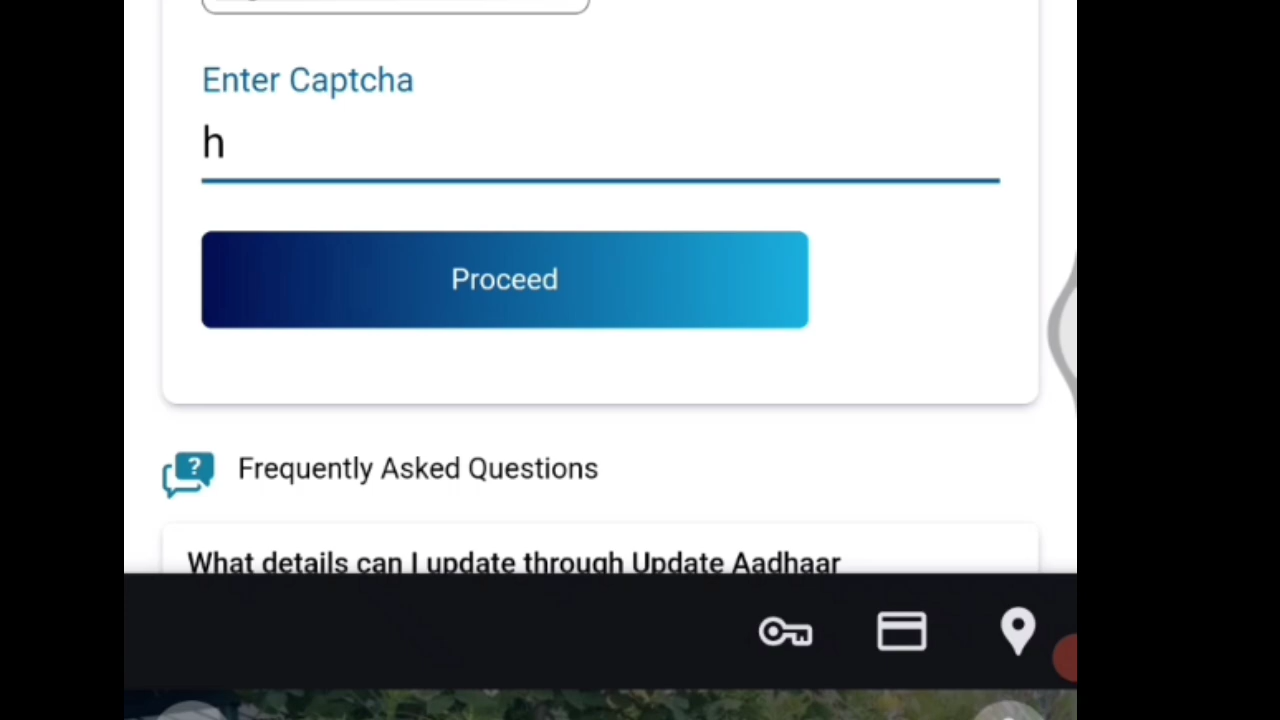 Enter Captcha
h
Proceed
Frequently Asked Questions
What details can I update through Update Aadhaar